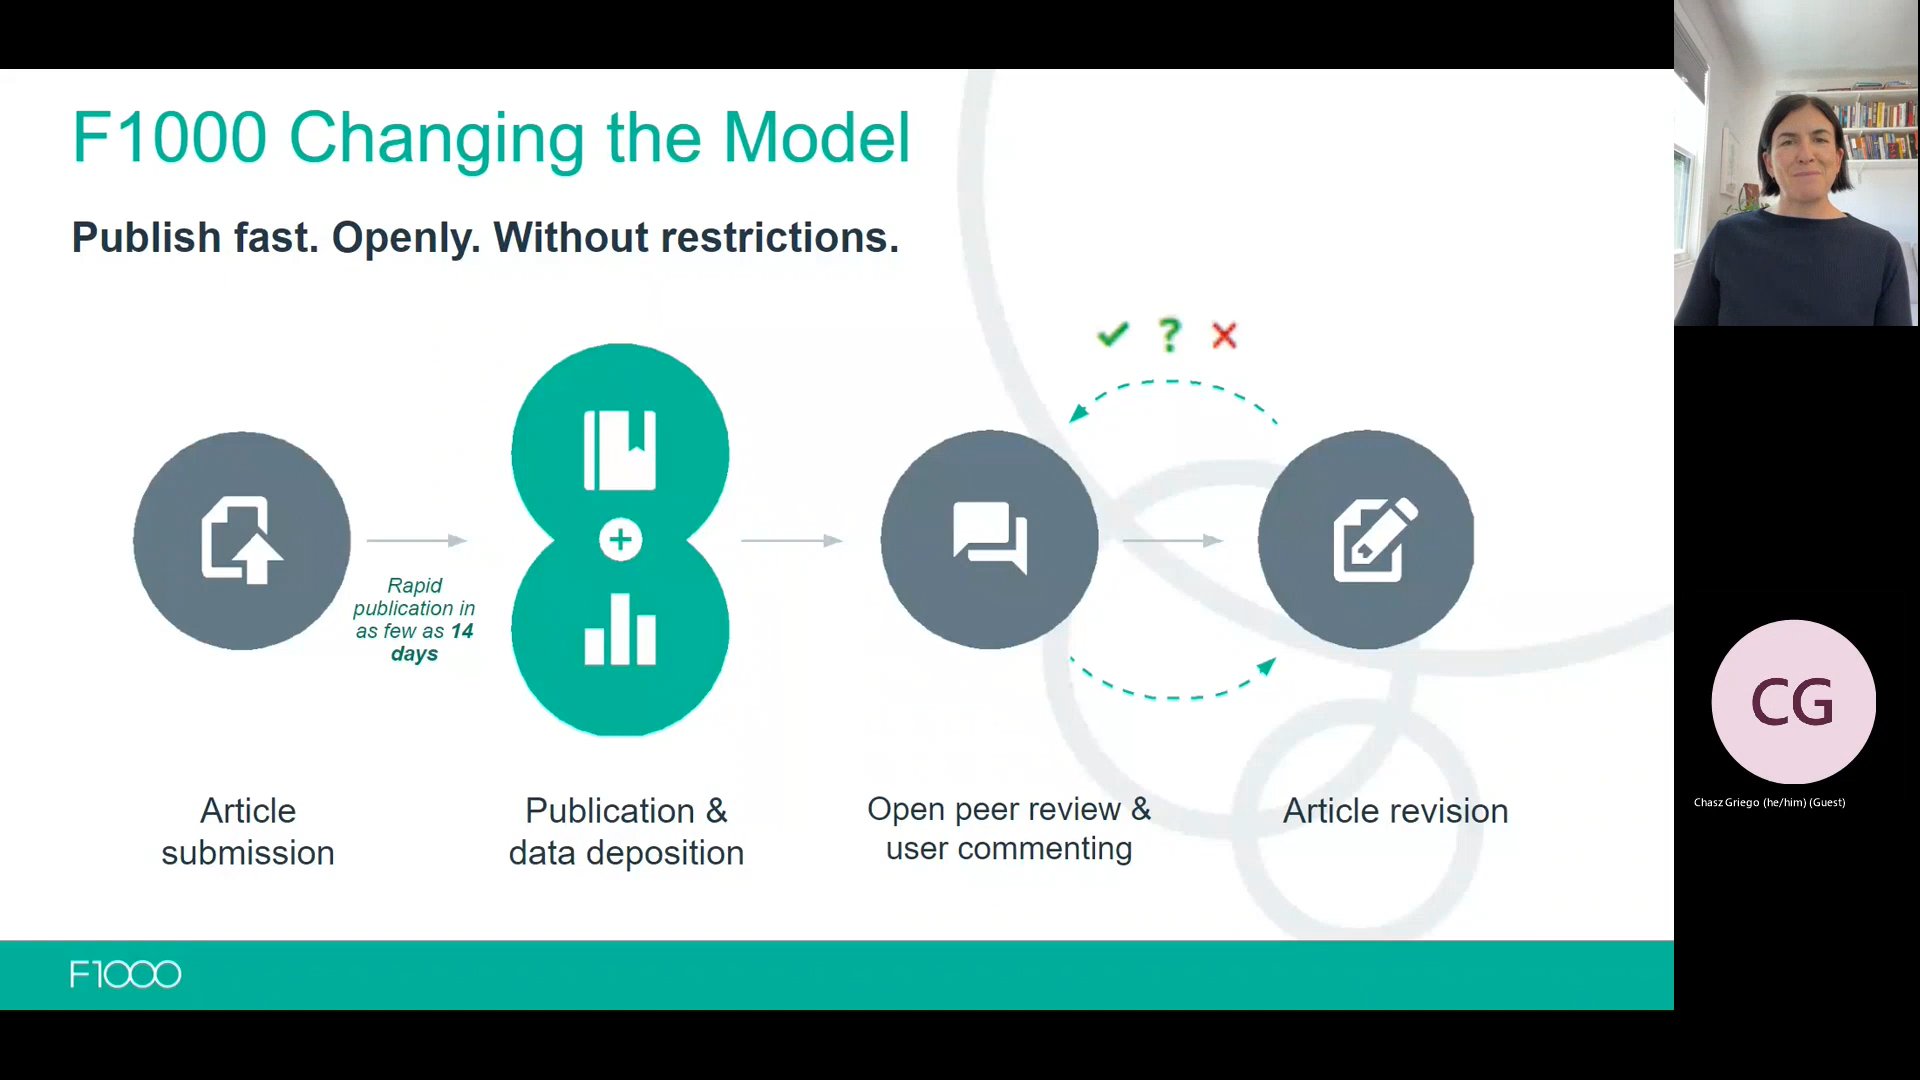 F1000 Changing the Model
Publish fast. Openly. Without restrictions.
Rapid
publication in
as few as 14
days
Article
submission
Publication &
data deposition
Open peer review &
user commenting
Article revision
F1000
CG
Chasz Griego (he/him) (Guest)